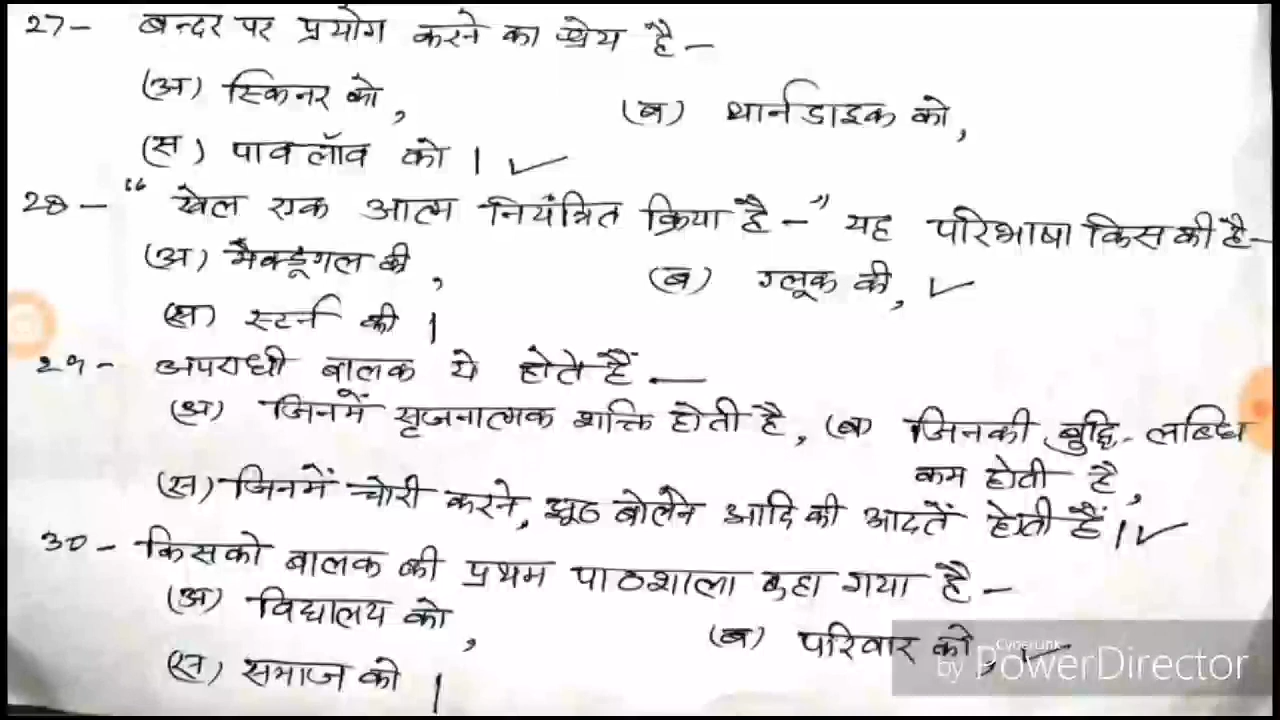 27- बन्दर पर प्रयोग करने का श्रेय है –
(अ) स्किनर को, (ब) थार्नडाइक को,
(स) पावलॉव को । ✓
28 – “ खेल एक आत्म नियंत्रित क्रिया है –” यह परिभाषा किस की है–
(अ) मैक्डूगल की, (ब) ग्लूक की, ✓
(स) स्टर्न की ।
29- अपराधी बालक ये होते हैं —
(अ) जिनमें सृजनात्मक शक्ति होती है, (ब) जिनकी बुद्धि-लब्धि
कम होती है,
(स) जिनमें चोरी करने, झूठ बोलने आदि की आदतें होती हैं । ✓
30- किसको बालक की प्रथम पाठशाला कहा गया है –
(अ) विद्यालय को, (ब) परिवार को, ✓
(स) समाज को ।
CyberLink
by PowerDirector